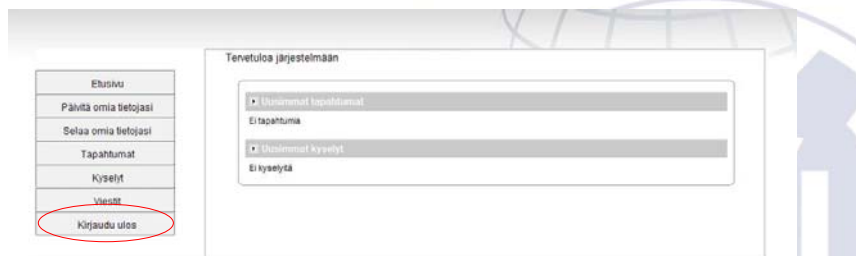 Tervetuloa järjestelmään
Etusivu
Päivitä omia tietojasi
Selaa omia tietojasi
Tapahtumat
Kyselyt
Viestit
Kirjaudu ulos
Uusimmat tapahtumat
Ei tapahtumia
Uusimmat kyselyt
Ei kyselyitä